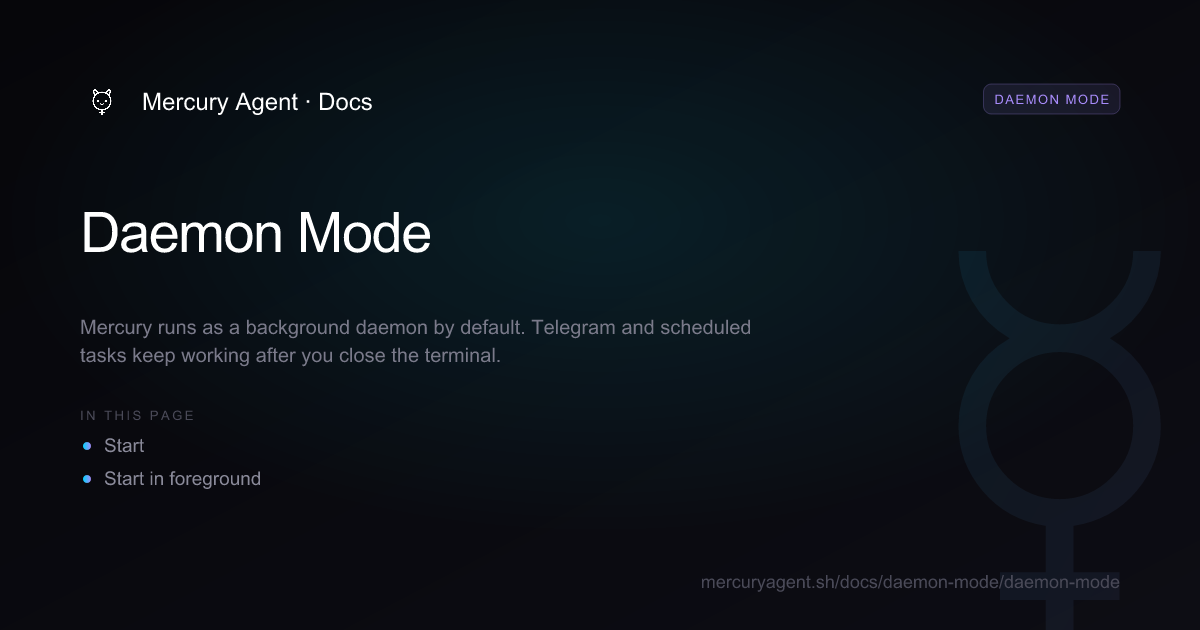 Mercury Agent · Docs
DAEMON MODE
Daemon Mode
Mercury runs as a background daemon by default. Telegram and scheduled
tasks keep working after you close the terminal.
IN THIS PAGE
Start
Start in foreground
mercuryagent.sh/docs/daemon-mode/daemon-mode